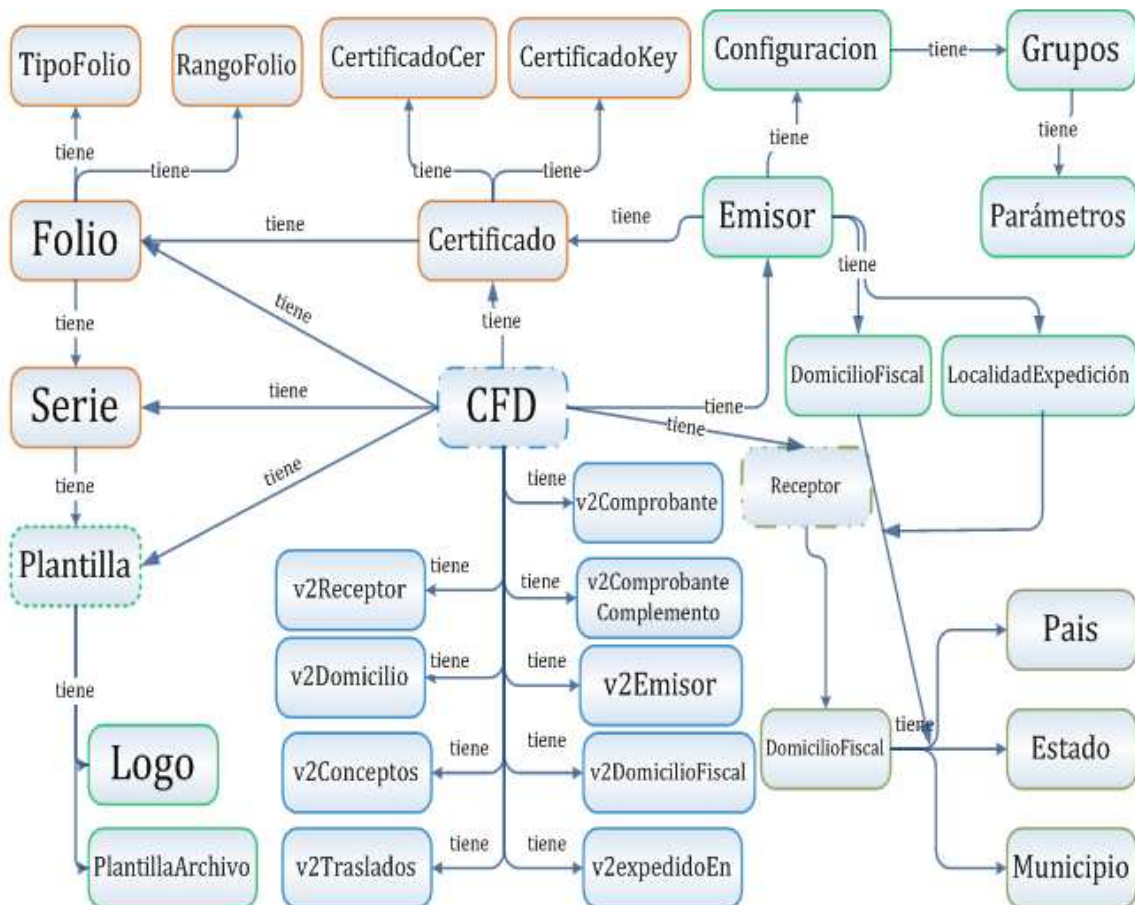 TipoFolio
RangoFolio
CertificadoCer
CertificadoKey
Configuracion
tiene
Grupos
tiene
tiene
tiene
tiene
tiene
tiene
Folio
tiene
Certificado
tiene
Emisor
tiene
Parámetros
tiene
tiene
tiene
tiene
DomicilioFiscal
LocalidadExpedición
Serie
tiene
CFD
tiene
tiene
tiene
tiene
tiene
v2Comprobante
Receptor
Plantilla
tiene
v2Receptor
tiene
v2Comprobante
Complemento
tiene
v2Domicilio
tiene
v2Emisor
Pais
tiene
Logo
tiene
v2Conceptos
tiene
v2DomicilioFiscal
DomicilioFiscal
tiene
Estado
PlantillaArchivo
tiene
v2Traslados
tiene
v2expedidoEn
Municipio